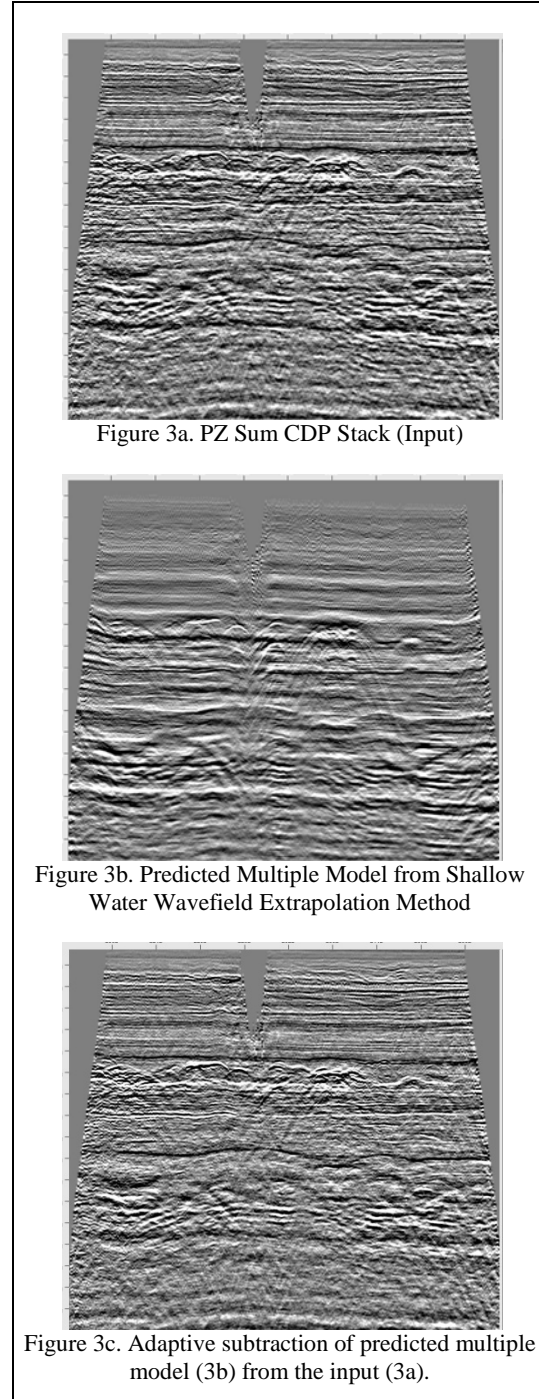 Figure 3a. PZ Sum CDP Stack (Input)
Figure 3b. Predicted Multiple Model from Shallow
Water Wavefield Extrapolation Method
Figure 3c. Adaptive subtraction of predicted multiple
model (3b) from the input (3a).